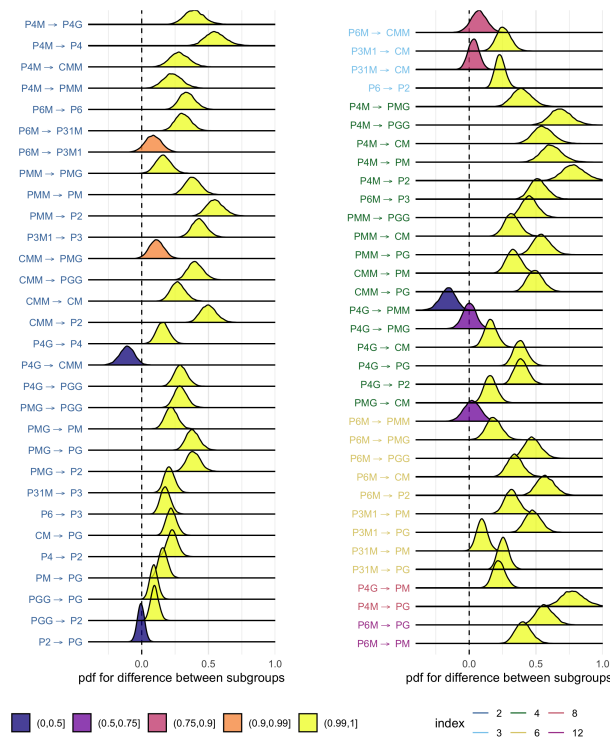 P4M → P4G
P4M → P4
P4M → CMM
P4M → PMM
P6M → P6
P6M → P31M
P6M → P3M1
PMM → PMG
PMM → PM
PMM → P2
P3M1 → P3
CMM → PMG
CMM → PGG
CMM → CM
CMM → P2
P4G → P4
P4G → CMM
P4G → PGG
PMG → PGG
PMG → PM
PMG → PG
PMG → P2
P31M → P3
P6 → P3
CM → PG
P4 → P2
PM → PG
PGG → PG
PGG → P2
P2 → PG
0.0 0.5 1.0
pdf for difference between subgroups
P6M → CMM
P3M1 → CM
P31M → CM
P6 → P2
P4M → PMG
P4M → PGG
P4M → CM
P4M → PM
P4M → P2
P6M → P3
PMM → PGG
PMM → CM
PMM → PG
CMM → PM
CMM → PG
P4G → PMM
P4G → PMG
P4G → CM
P4G → PG
P4G → P2
PMG → CM
P6M → PMM
P6M → PMG
P6M → PGG
P6M → CM
P6M → P2
P3M1 → PM
P3M1 → PG
P31M → PM
P31M → PG
P4G → PM
P4M → PG
P6M → PG
P6M → PM
0.0 0.5 1.0
pdf for difference between subgroups
(0,0.5] (0.5,0.75] (0.75,0.9] (0.9,0.99] (0.99,1]
index
2 4 8
3 6 12